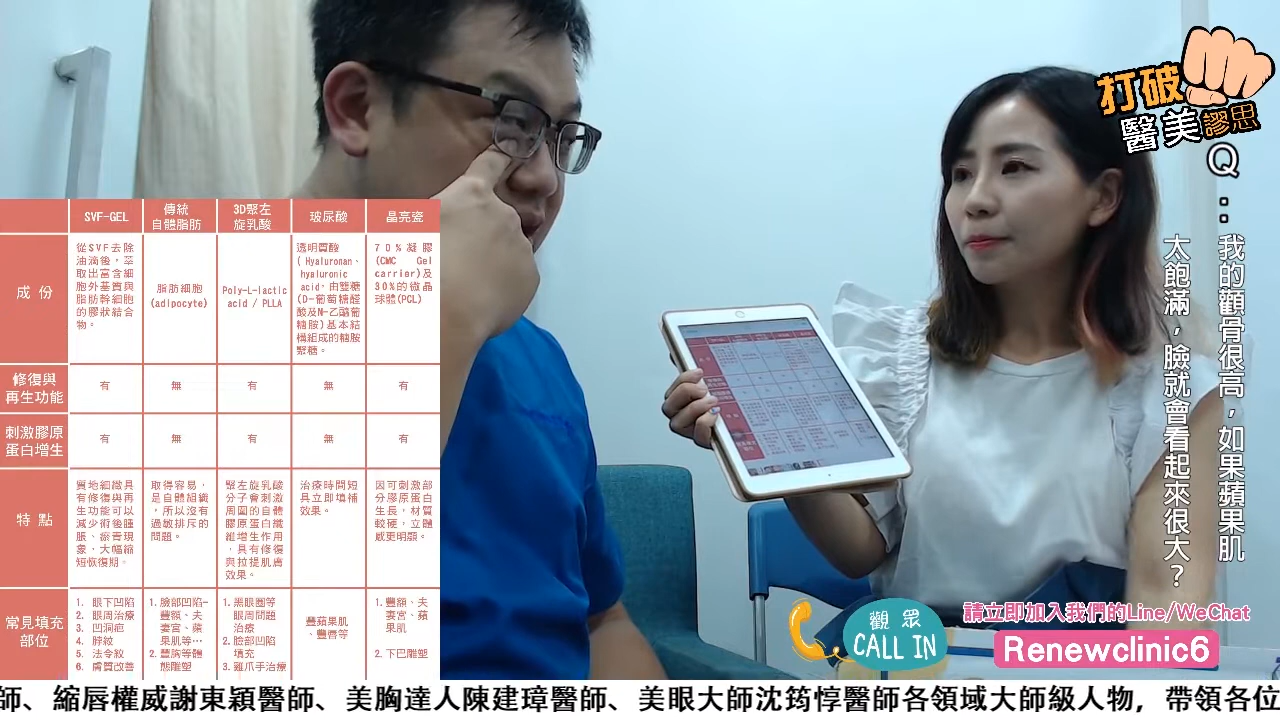 打破
醫美謬思
Q:我的顴骨很高,如果蘋果肌
太飽滿,臉就會看起來很大?
SVF-GEL
傳統
自體脂肪
3D聚左
旋乳酸
玻尿酸
晶亮瓷
成 份
從SVF去除
油滴後,萃
取出富含細
胞外基質與
脂肪幹細胞
的膠狀結合
物。
脂肪細胞
(adipocyte)
Poly-L-lactic
acid / PLLA
透明質酸
( Hyaluronan、
hyaluronic
acid，由雙糖
(D-葡萄糖醛
酸及N-乙醯葡
糖胺)基本結
構組成的糖胺
聚糖。
70%凝膠
(CMC Gel
carrier)及
30%的微晶
球體(PCL)
修復與
再生功能
有
無
有
無
有
刺激膠原
蛋白增生
有
無
有
無
有
特 點
質地細緻具
有修復與再
生功能可以
減少術後腫
脹、瘀青現
象，大幅縮
短恢復期。
取得容易，
是自體組織
，所以沒有
過敏排斥的
問題。
聚左旋乳酸
分子會刺激
周圍的自體
膠原蛋白纖
維增生作用
，具有修復
與拉提肌膚
效果。
治療時間短
具立即填補
效果。
因可刺激部
分膠原蛋白
生長，材質
較硬，立體
感更明顯。
常見填充
部位
1. 眼下凹陷
2. 眼周治療
3. 凹洞疤
4. 脖紋
5. 法令紋
6. 膚質改善
1. 臉部凹陷-
豐額、夫
妻宮、蘋
果肌等…
2. 豐胸等體
態雕塑
1. 黑眼圈等
眼周問題
治療
2. 臉部凹陷
填充
3. 雞爪手治療
豐蘋果肌
、豐唇等
1. 豐額、夫
妻宮、蘋
果肌
2. 下巴雕塑
觀眾
CALL IN
請立即加入我們的Line/WeChat
Renewclinic6
師、縮唇權威謝東穎醫師、美胸達人陳建璋醫師、美眼大師沈筠惇醫師各領域大師級人物，帶領各位